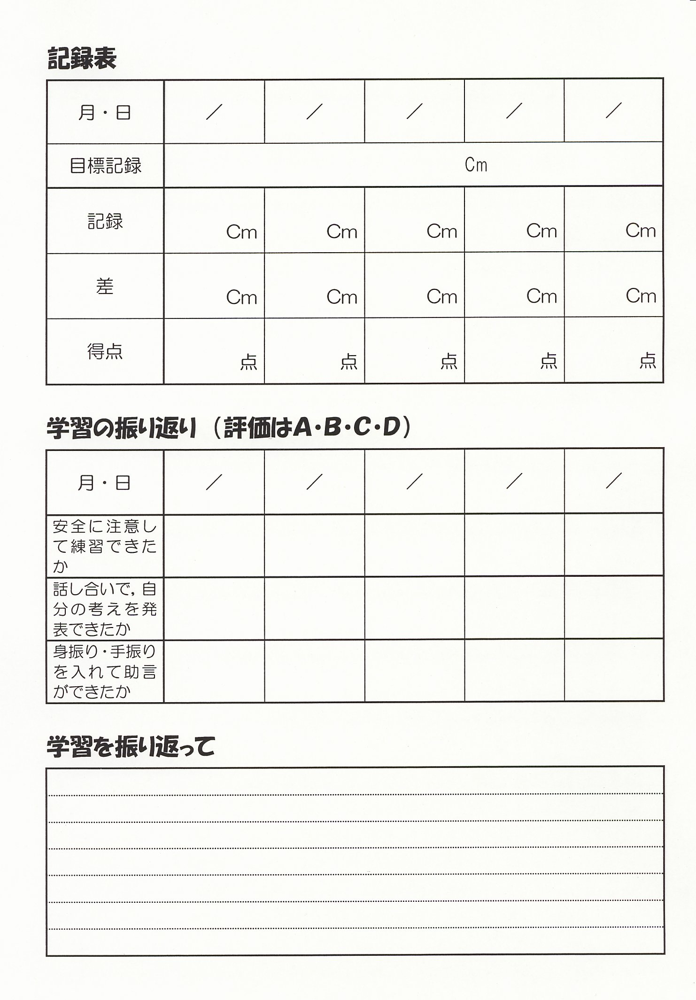 記録表
月・日 ／ ／ ／ ／ ／
目標記録 Cm
記録 Cm Cm Cm Cm Cm
差 Cm Cm Cm Cm Cm
得点 点 点 点 点 点
学習の振り返り（評価はA・B・C・D）
月・日 ／ ／ ／ ／ ／
安全に注意し
て練習できた
か
話し合いで，自
分の考えを発
表できたか
身振り・手振り
を入れて助言
ができたか
学習を振り返って